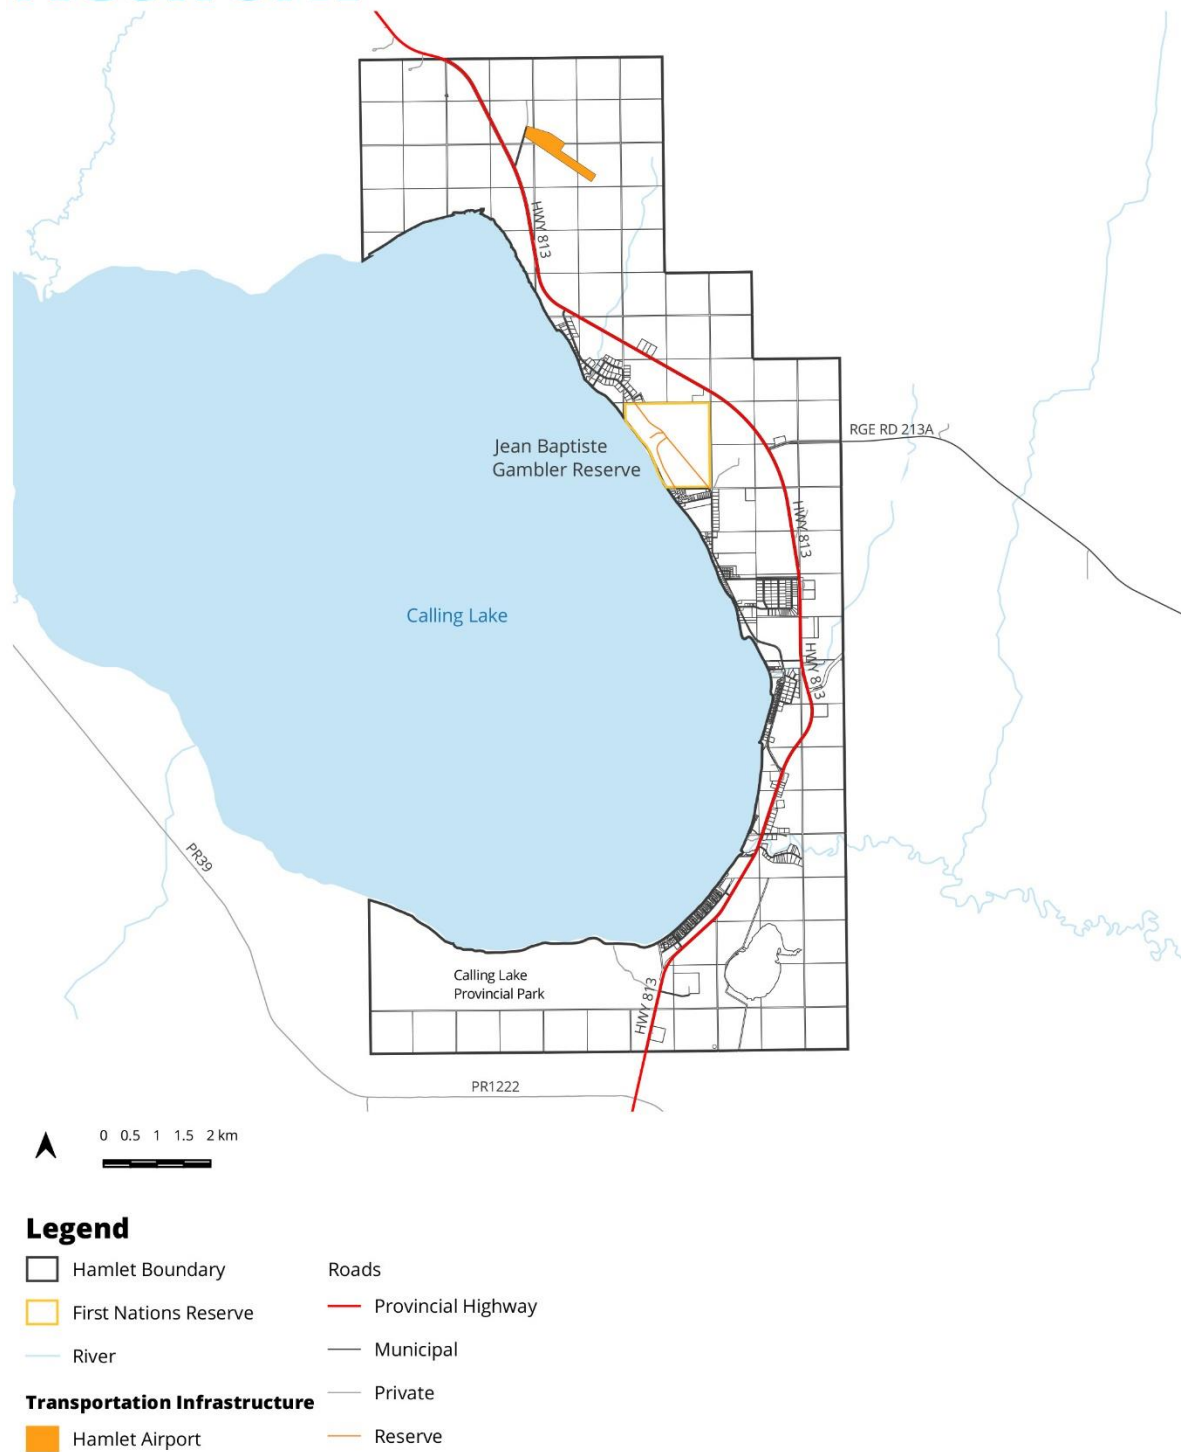 HWY 813
RGE RD 213A
Jean Baptiste
Gambler Reserve
HWY 813
Calling Lake
HWY 813
PR39
Calling Lake
Provincial Park
HWY 813
PR1222
0 0.5 1 1.5 2 km
Legend
Hamlet Boundary
First Nations Reserve
River
Transportation Infrastructure
Hamlet Airport
Roads
Provincial Highway
Municipal
Private
Reserve